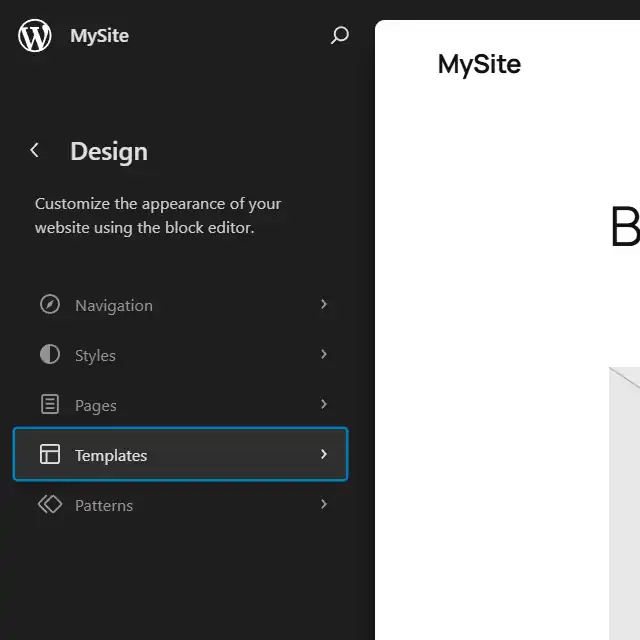 MySite
MySite
Design
Customize the appearance of your
website using the block editor.
B
Navigation
Styles
Pages
Templates
Patterns